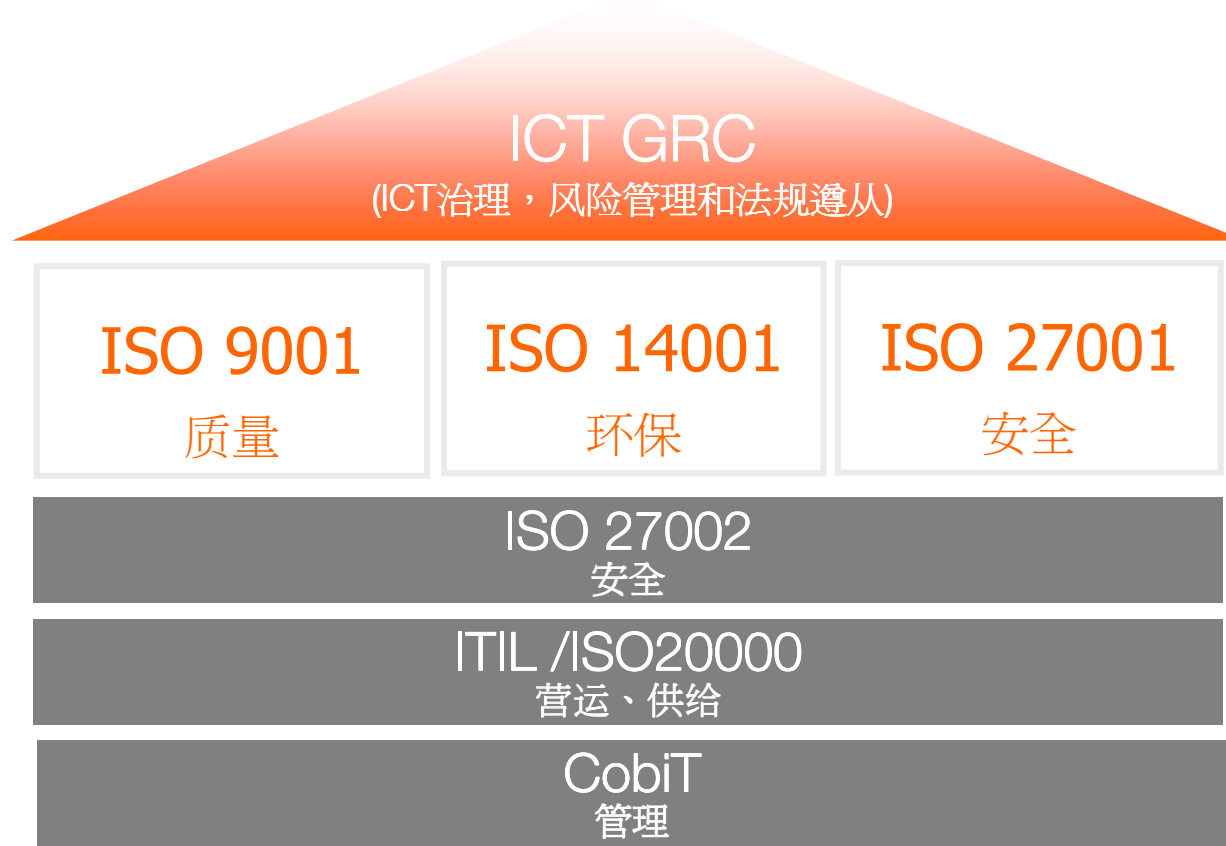 ICT GRC
(ICT治理，风险管理和法规遵从)
ISO 9001
质量
ISO 14001
环保
ISO 27001
安全
ISO 27002
安全
ITIL /ISO20000
营运、供给
CobiT
管理